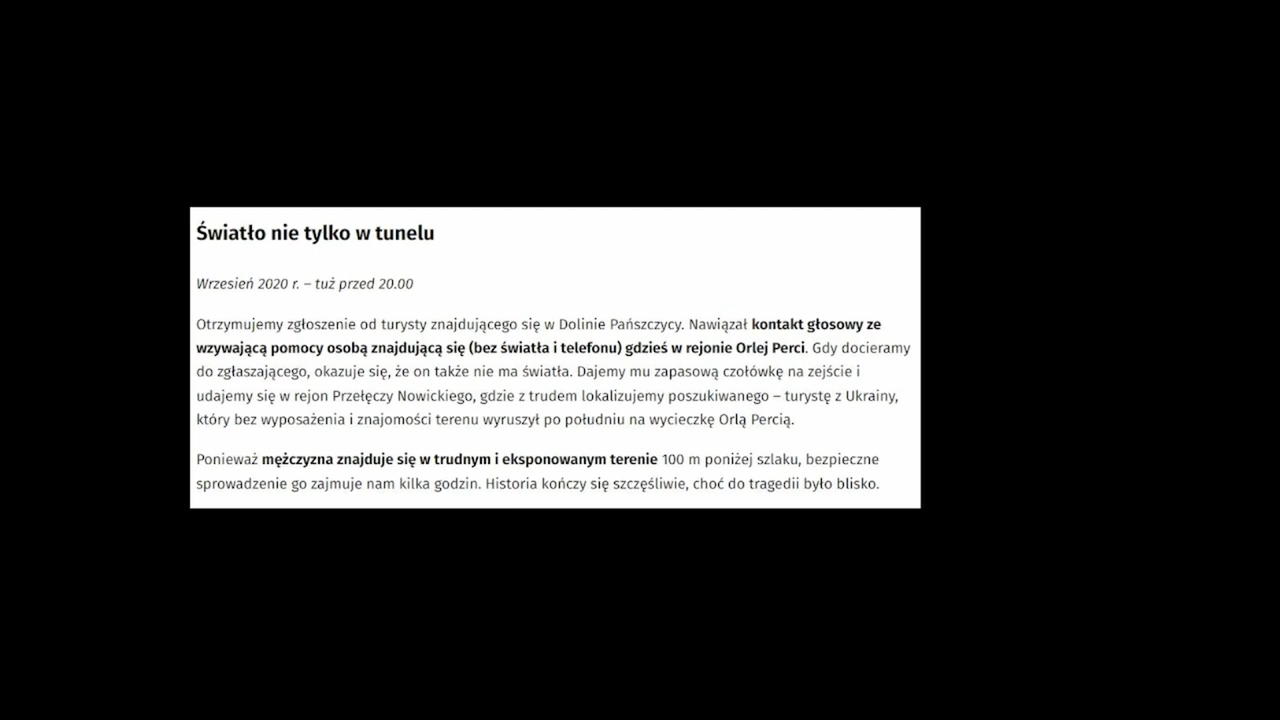 Światło nie tylko w tunelu
Wrzesień 2020 r. – tuż przed 20.00
Otrzymujemy zgłoszenie od turysty znajdującego się w Dolinie Pańszczycy. Nawiązał kontakt głosowy ze
wzywającą pomocy osobą znajdującą się (bez światła i telefonu) gdzieś w rejonie Orlej Perci. Gdy docieramy
do zgłaszającego, okazuje się, że on także nie ma światła. Dajemy mu zapasową czołówkę na zejście i
udajemy się w rejon Przełęczy Nowickiego, gdzie z trudem lokalizujemy poszukiwanego – turystę z Ukrainy,
który bez wyposażenia i znajomości terenu wyruszył po południu na wycieczkę Orlą Percią.
Ponieważ mężczyzna znajduje się w trudnym i eksponowanym terenie 100 m poniżej szlaku, bezpieczne
sprowadzenie go zajmuje nam kilka godzin. Historia kończy się szczęśliwie, choć do tragedii było blisko.